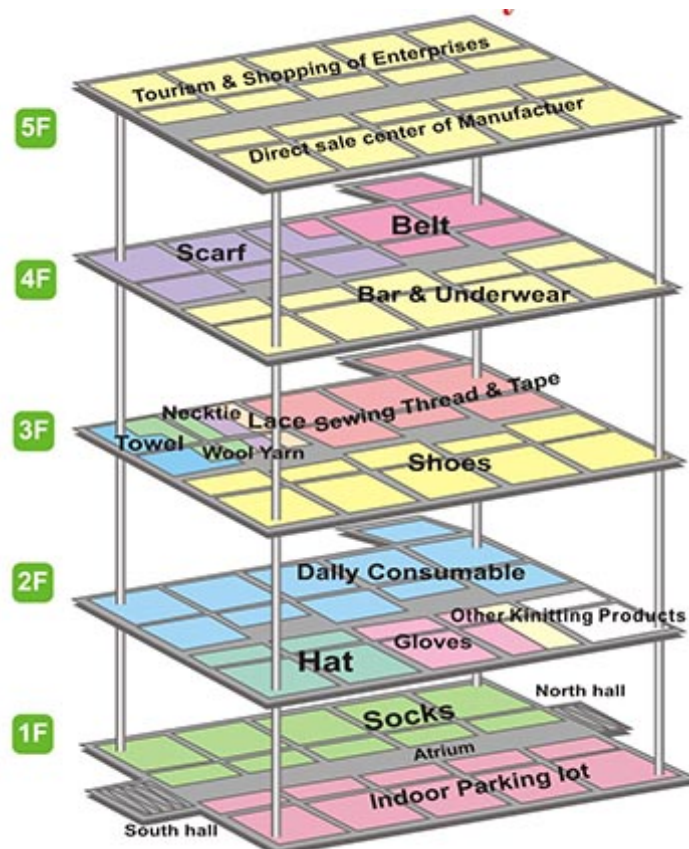 Tourism & Shopping of Enterprises
5F
Direct sale center of Manufactuer
Belt
Scarf
4F
Bar & Underwear
Necktie
Lace
Sewing Thread & Tape
3F
Towel
Wool Yarn
Shoes
2F
Dally Consumable
Other Kinitting Products
Gloves
Hat
North hall
Socks
1F
Atrium
Indoor Parking lot
South hall